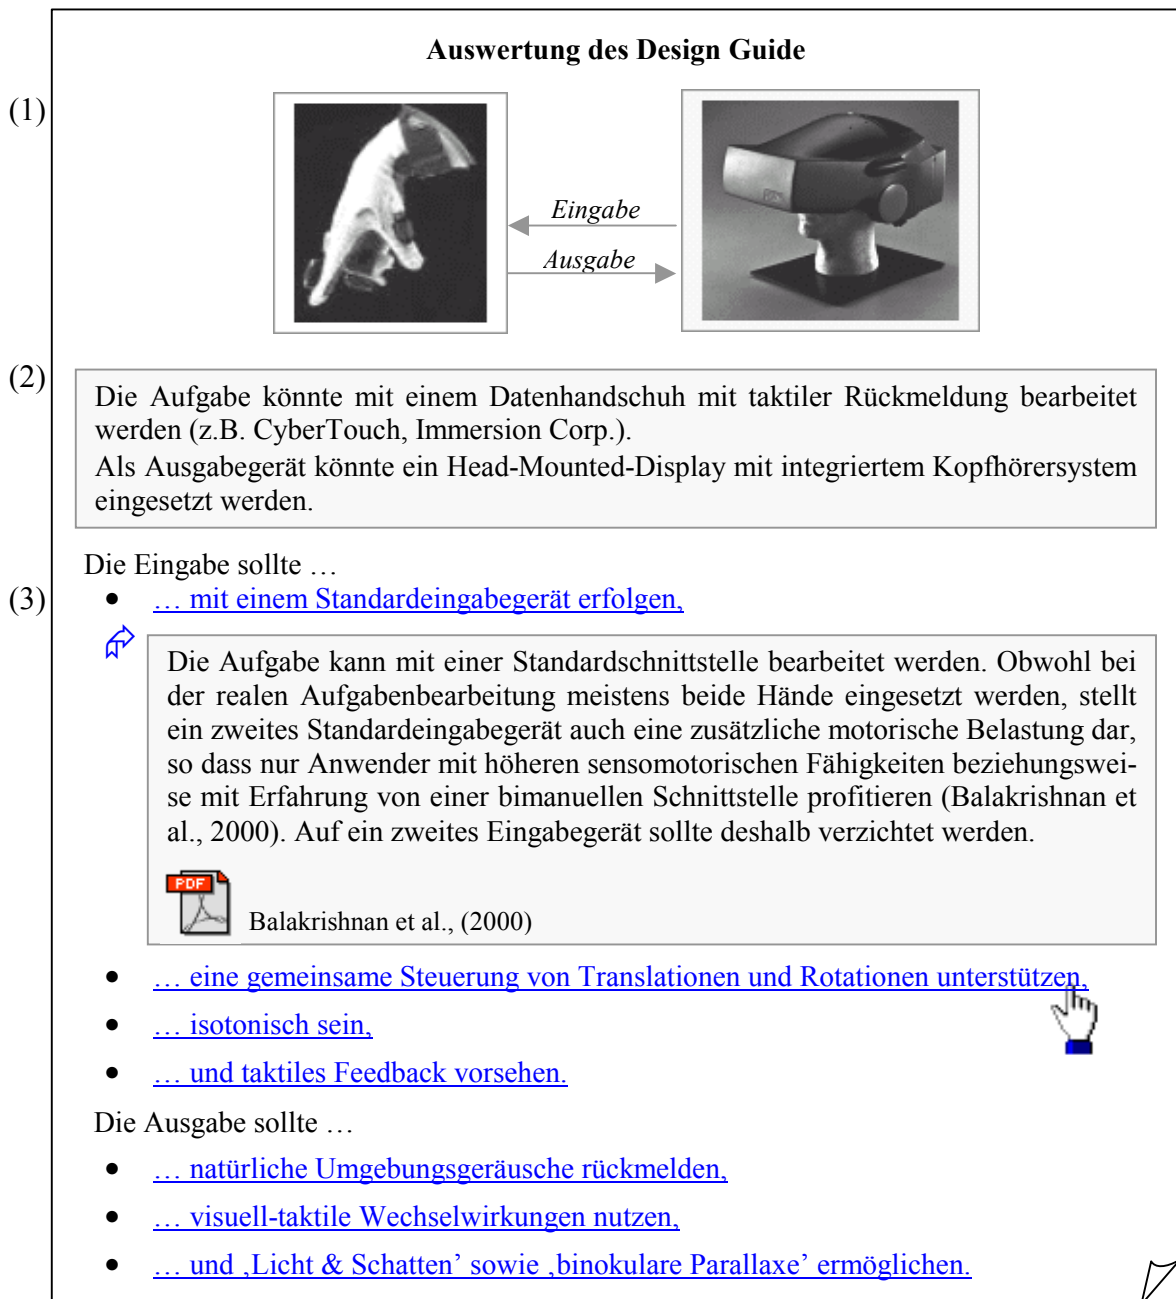 Auswertung des Design Guide
(1)
Eingabe
Ausgabe
(2)
Die Aufgabe könnte mit einem Datenhandschuh mit taktiler Rückmeldung bearbeitet
werden (z.B. CyberTouch, Immersion Corp.).
Als Ausgabegerät könnte ein Head-Mounted-Display mit integriertem Kopfhörersystem
eingesetzt werden.
Die Eingabe sollte …
(3)
• … mit einem Standardeingabegerät erfolgen,
Die Aufgabe kann mit einer Standardschnittstelle bearbeitet werden. Obwohl bei
der realen Aufgabenbearbeitung meistens beide Hände eingesetzt werden, stellt
ein zweites Standardeingabegerät auch eine zusätzliche motorische Belastung dar,
so dass nur Anwender mit höheren sensomotorischen Fähigkeiten beziehungswei-
se mit Erfahrung von einer bimanuellen Schnittstelle profitieren (Balakrishnan et
al., 2000). Auf ein zweites Eingabegerät sollte deshalb verzichtet werden.
PDF
Balakrishnan et al., (2000)
• … eine gemeinsame Steuerung von Translationen und Rotationen unterstützen,
• … isotonisch sein,
• … und taktiles Feedback vorsehen.
Die Ausgabe sollte …
• … natürliche Umgebungsgeräusche rückmelden,
• … visuell-taktile Wechselwirkungen nutzen,
• … und ‚Licht & Schatten’ sowie ‚binokulare Parallaxe’ ermöglichen.